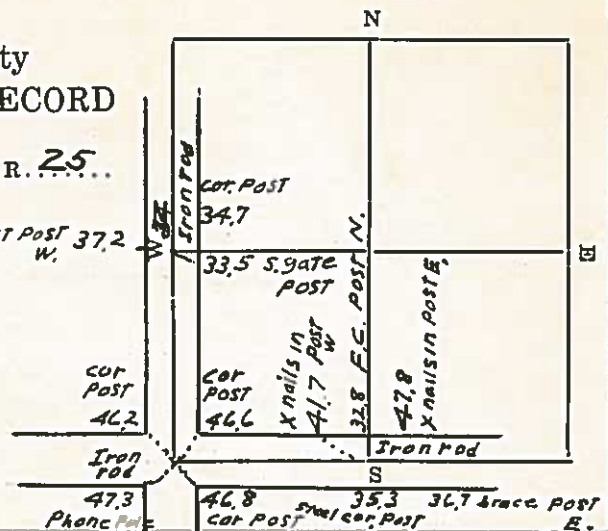 N
ty
ECORD
R. 25
Iron rod
cor. Post
34.7
T Post 37.2
W.
W
33.5 S. gate
Post
E
X nails in
41.7 Post
W
32.8 F.C. Post N.
47.8
X nails in Post E.
cor
Post
46.2
cor
Post
46.6
Iron
rod
Iron rod
S
47.3
Phone Pole
46.8
cor Post
35.3
Steel cor. Post
36.7 brace Post
E.